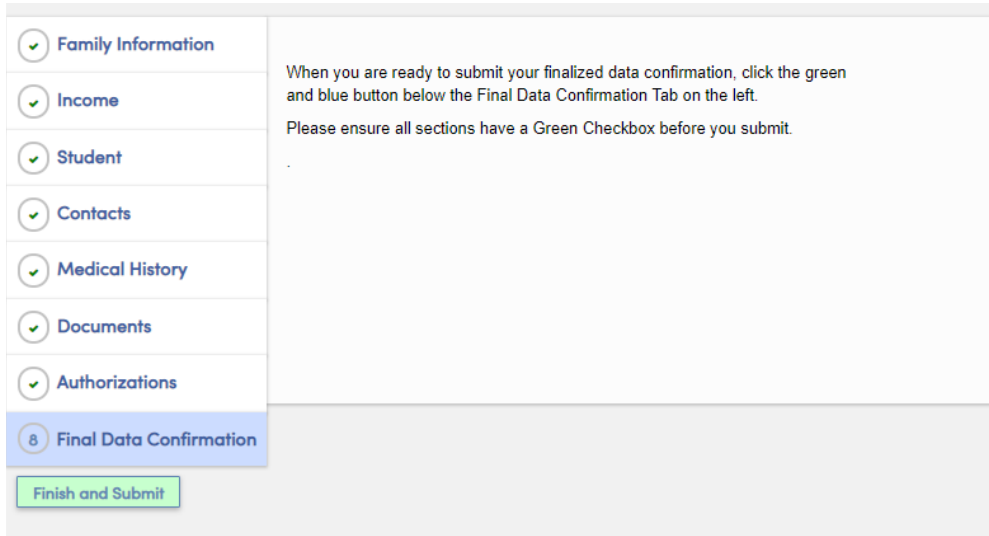 Family Information
Income
Student
Contacts
Medical History
Documents
Authorizations
8 Final Data Confirmation
Finish and Submit
When you are ready to submit your finalized data confirmation, click the green
and blue button below the Final Data Confirmation Tab on the left.
Please ensure all sections have a Green Checkbox before you submit.
.